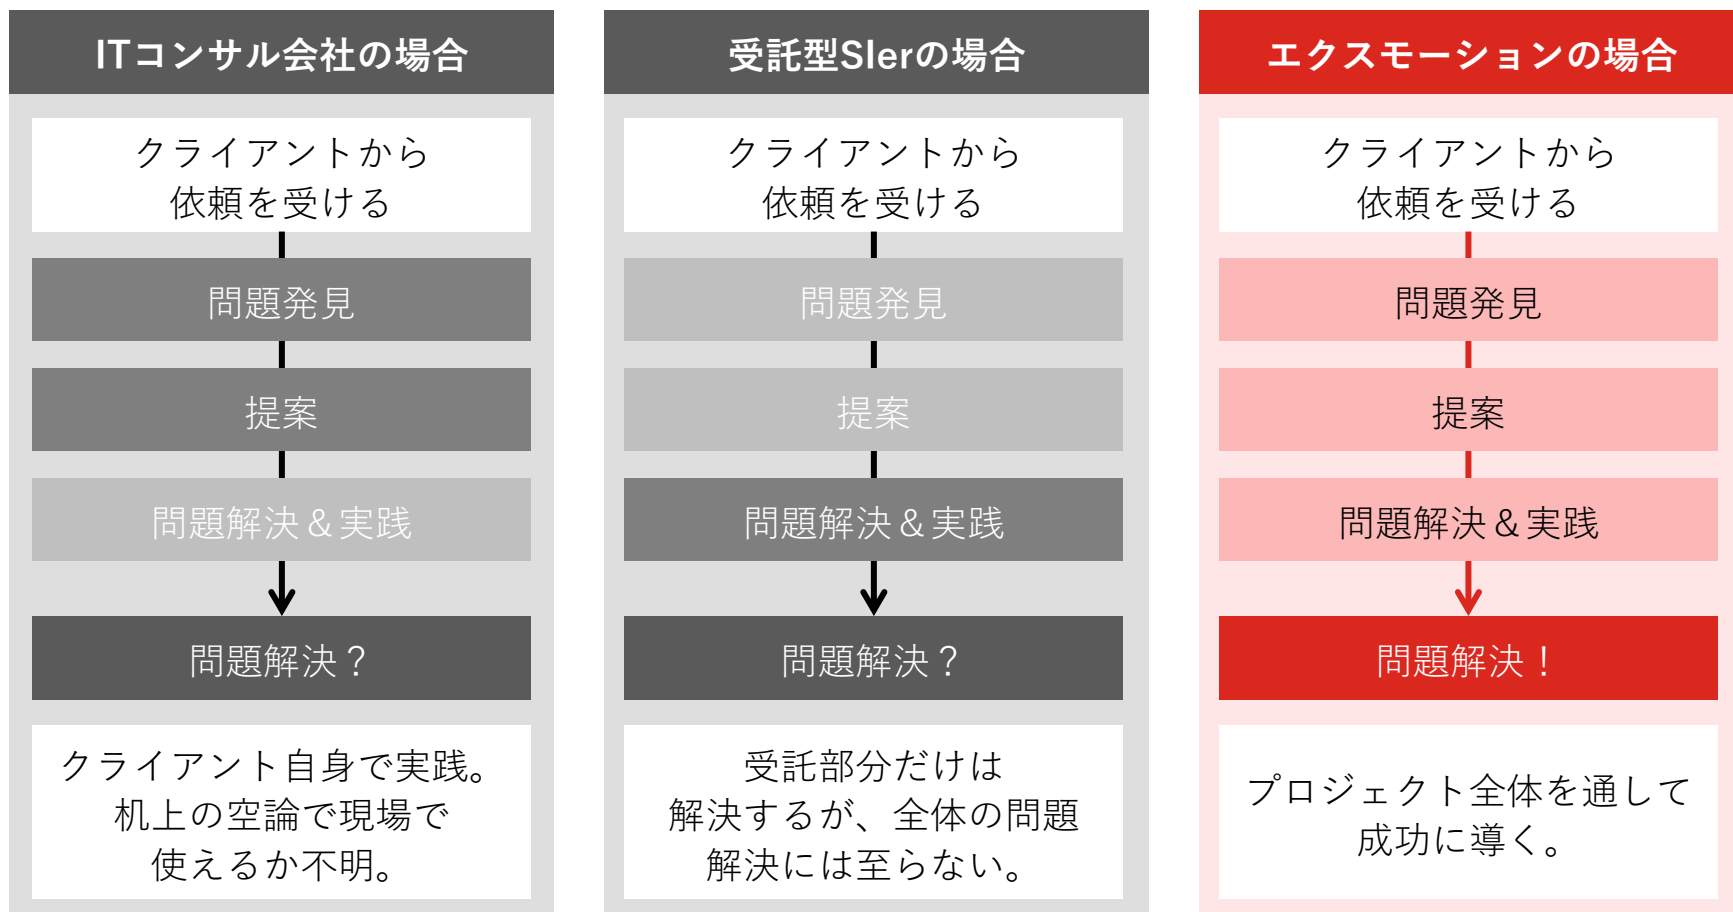 ITコンサル会社の場合
クライアントから
依頼を受ける
問題発見
提案
問題解決＆実践
問題解決？
クライアント自身で実践。
机上の空論で現場で
使えるか不明。
受託型SIerの場合
クライアントから
依頼を受ける
問題発見
提案
問題解決＆実践
問題解決？
受託部分だけは
解決するが、全体の問題
解決には至らない。
エクスモーションの場合
クライアントから
依頼を受ける
問題発見
提案
問題解決＆実践
問題解決！
プロジェクト全体を通して
成功に導く。